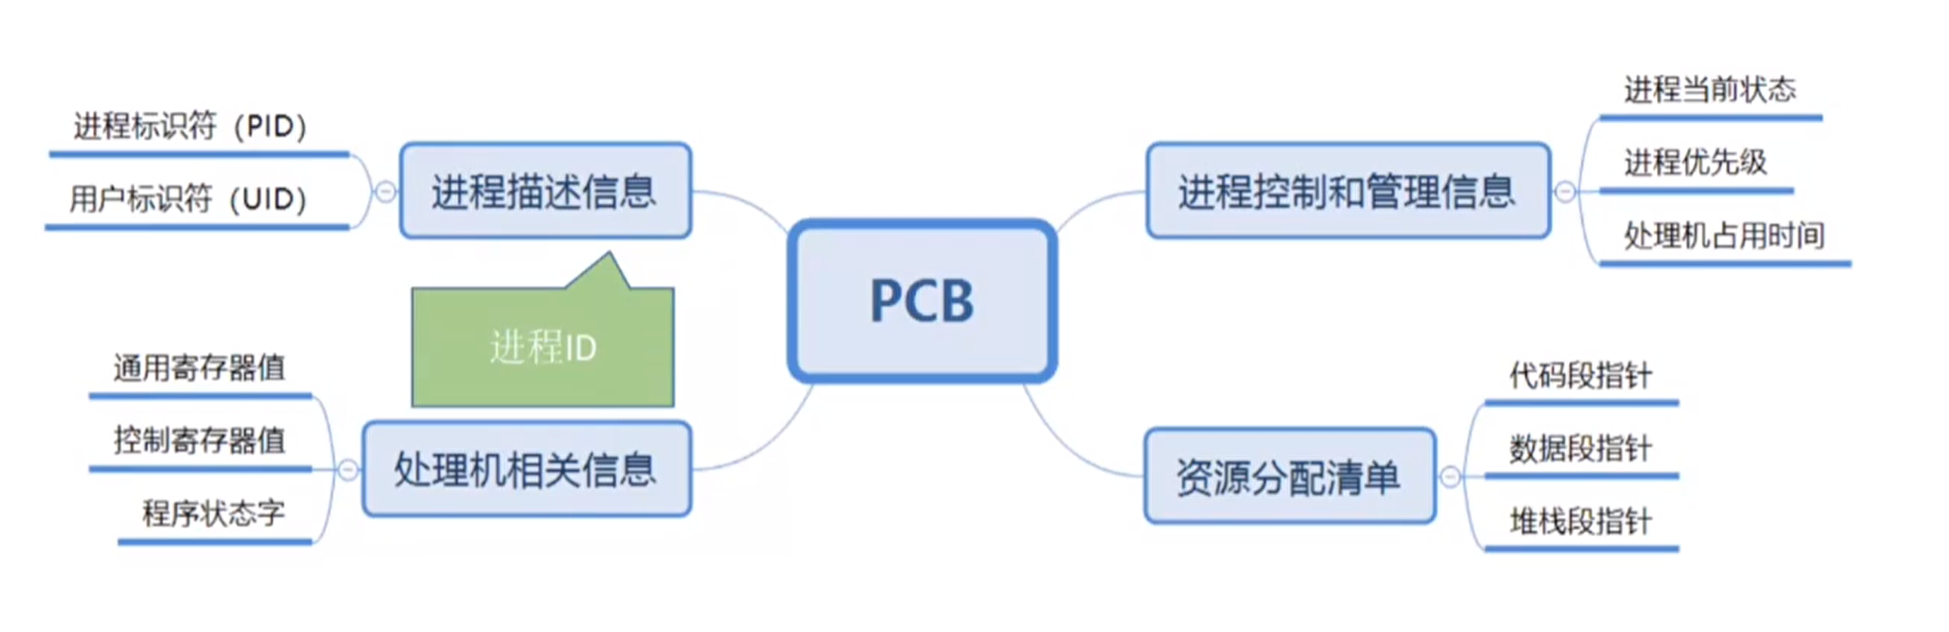 进程标识符（PID）
用户标识符（UID）
进程描述信息
进程ID
通用寄存器值
控制寄存器值
程序状态字
处理机相关信息
PCB
进程控制和管理信息
进程当前状态
进程优先级
处理机占用时间
资源分配清单
代码段指针
数据段指针
堆栈段指针